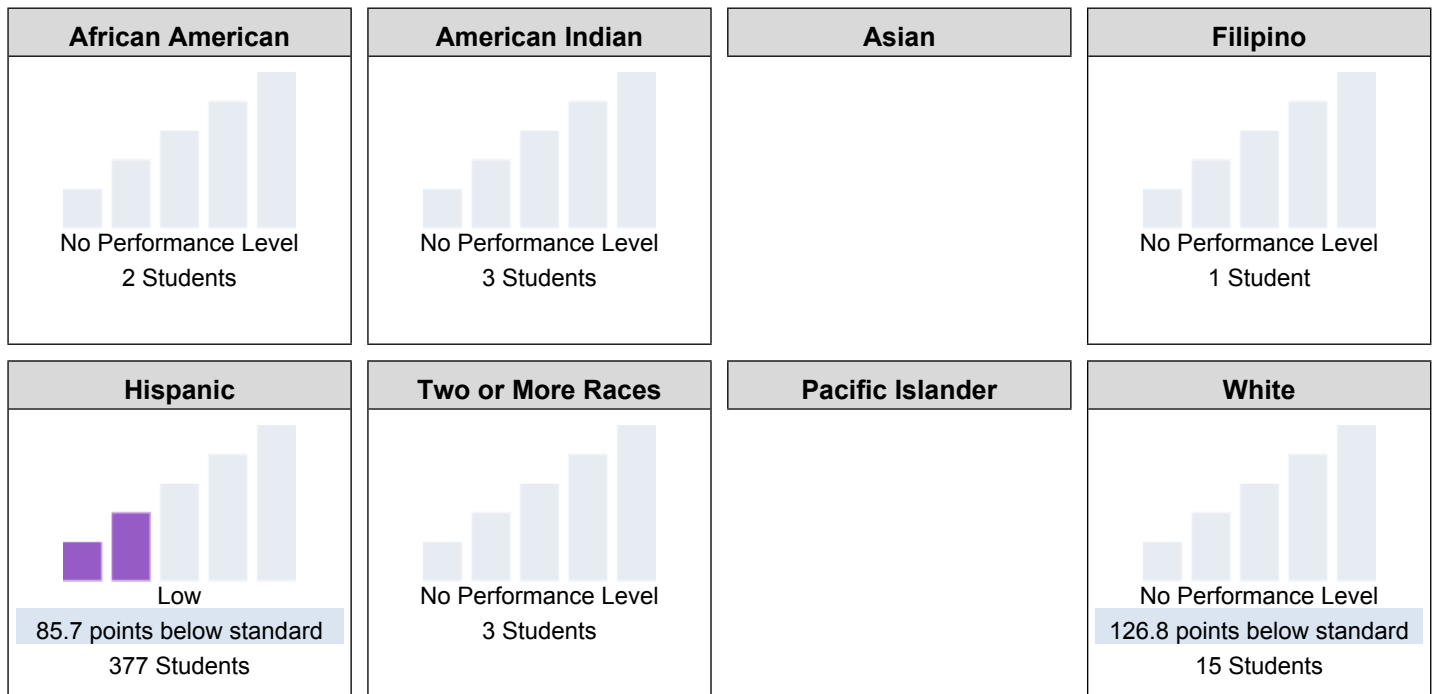 African American
No Performance Level
2 Students
American Indian
No Performance Level
3 Students
Asian
Filipino
No Performance Level
1 Student
Hispanic
Low
85.7 points below standard
377 Students
Two or More Races
No Performance Level
3 Students
Pacific Islander
White
No Performance Level
126.8 points below standard
15 Students